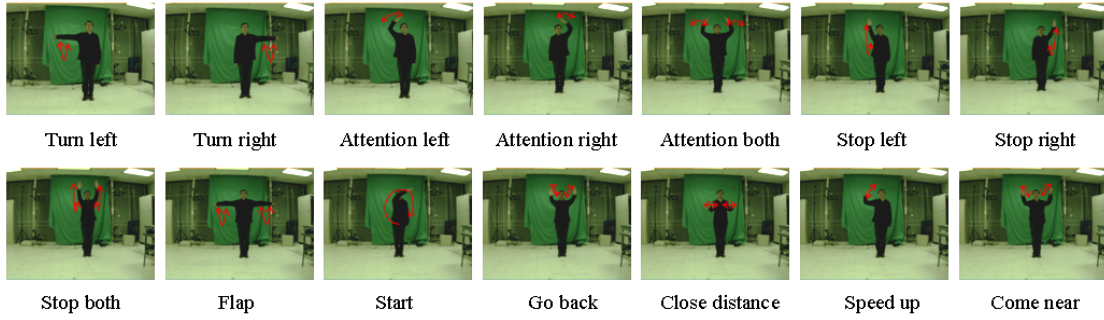 Turn left
Turn right
Attention left
Attention right
Attention both
Stop left
Stop right
Stop both
Flap
Start
Go back
Close distance
Speed up
Come near